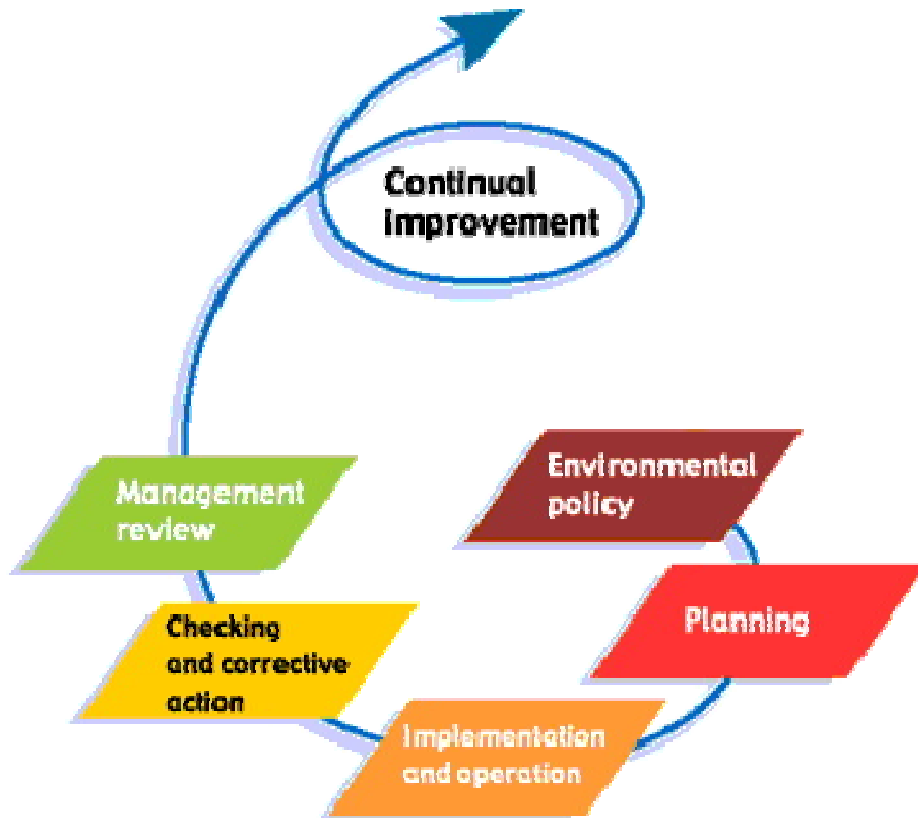 Continual
improvement
Environmental
policy
Planning
Implementation
and operation
Checking
and corrective
action
Management
review